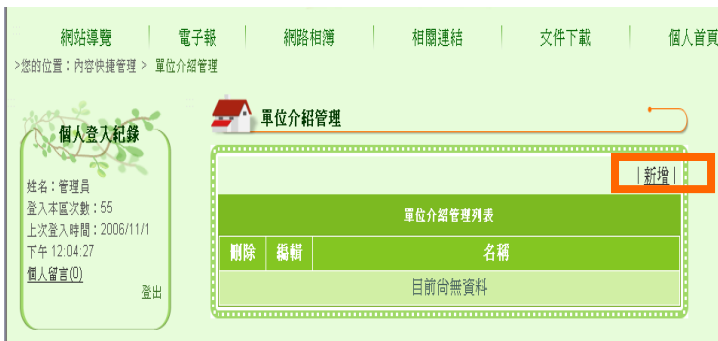 網站導覽 | 電子報 | 網路相簿 | 相關連結 | 文件下載 | 個人首頁
>您的位置：內容快捷管理 > 單位介紹管理
個人登入紀錄
姓名：管理員
登入本區次數：55
上次登入時間：2006/11/1
下午 12:04:27
個人留言(0)
登出
單位介紹管理
| 新增 |
單位介紹管理列表
刪除 編輯 名稱
目前尚無資料